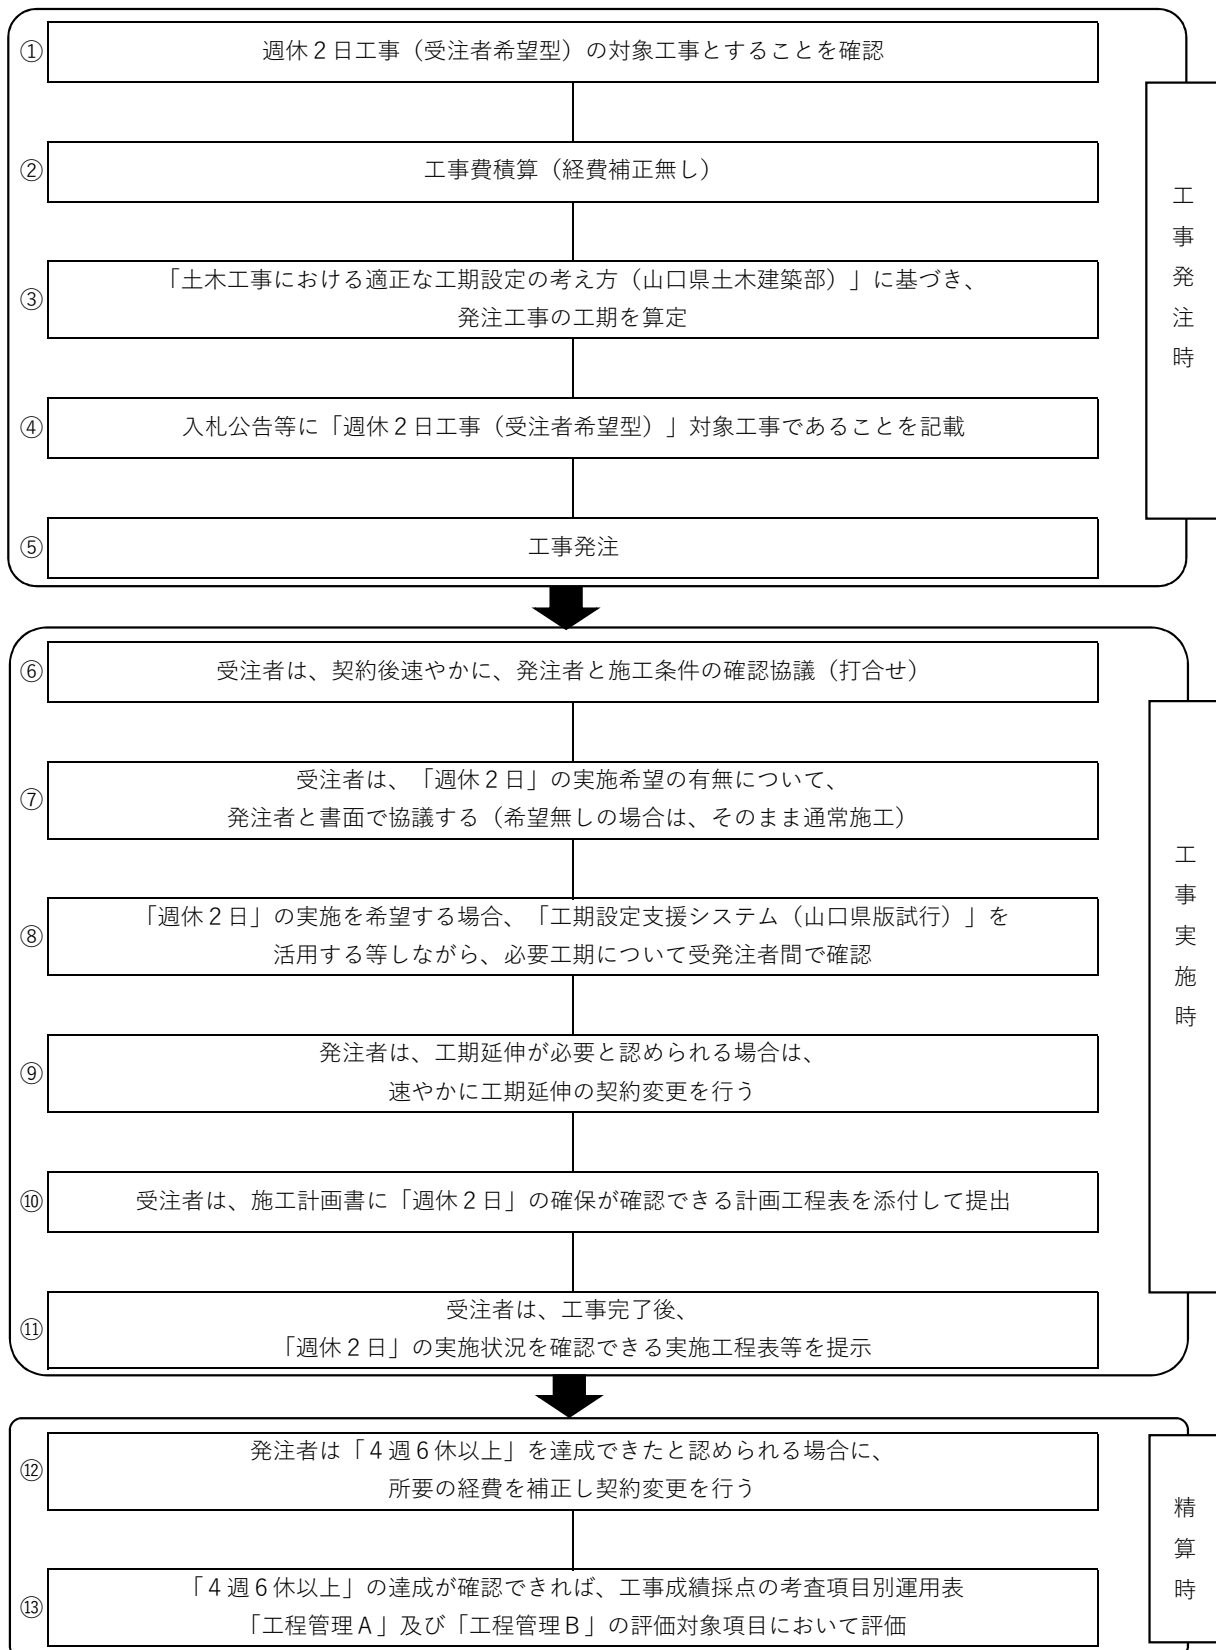 ① 週休２日工事（受注者希望型）の対象工事とすることを確認
② 工事費積算（経費補正無し）
③ 「土木工事における適正な工期設定の考え方（山口県土木建築部）」に基づき、
発注工事の工期を算定
④ 入札公告等に「週休２日工事（受注者希望型）」対象工事であることを記載
⑤ 工事発注
工事発注時
⑥ 受注者は、契約後速やかに、発注者と施工条件の確認協議（打合せ）
⑦ 受注者は、「週休２日」の実施希望の有無について、
発注者と書面で協議する（希望無しの場合は、そのまま通常施工）
⑧ 「週休２日」の実施を希望する場合、「工期設定支援システム（山口県版試行）」を
活用する等しながら、必要工期について受発注者間で確認
⑨ 発注者は、工期延伸が必要と認められる場合は、
速やかに工期延伸の契約変更を行う
⑩ 受注者は、施工計画書に「週休２日」の確保が確認できる計画工程表を添付して提出
⑪ 受注者は、工事完了後、
「週休２日」の実施状況を確認できる実施工程表等を提示
工事実施時
⑫ 発注者は「４週６休以上」を達成できたと認められる場合に、
所要の経費を補正し契約変更を行う
⑬ 「４週６休以上」の達成が確認できれば、工事成績採点の考査項目別運用表
「工程管理Ａ」及び「工程管理Ｂ」の評価対象項目において評価
精算時